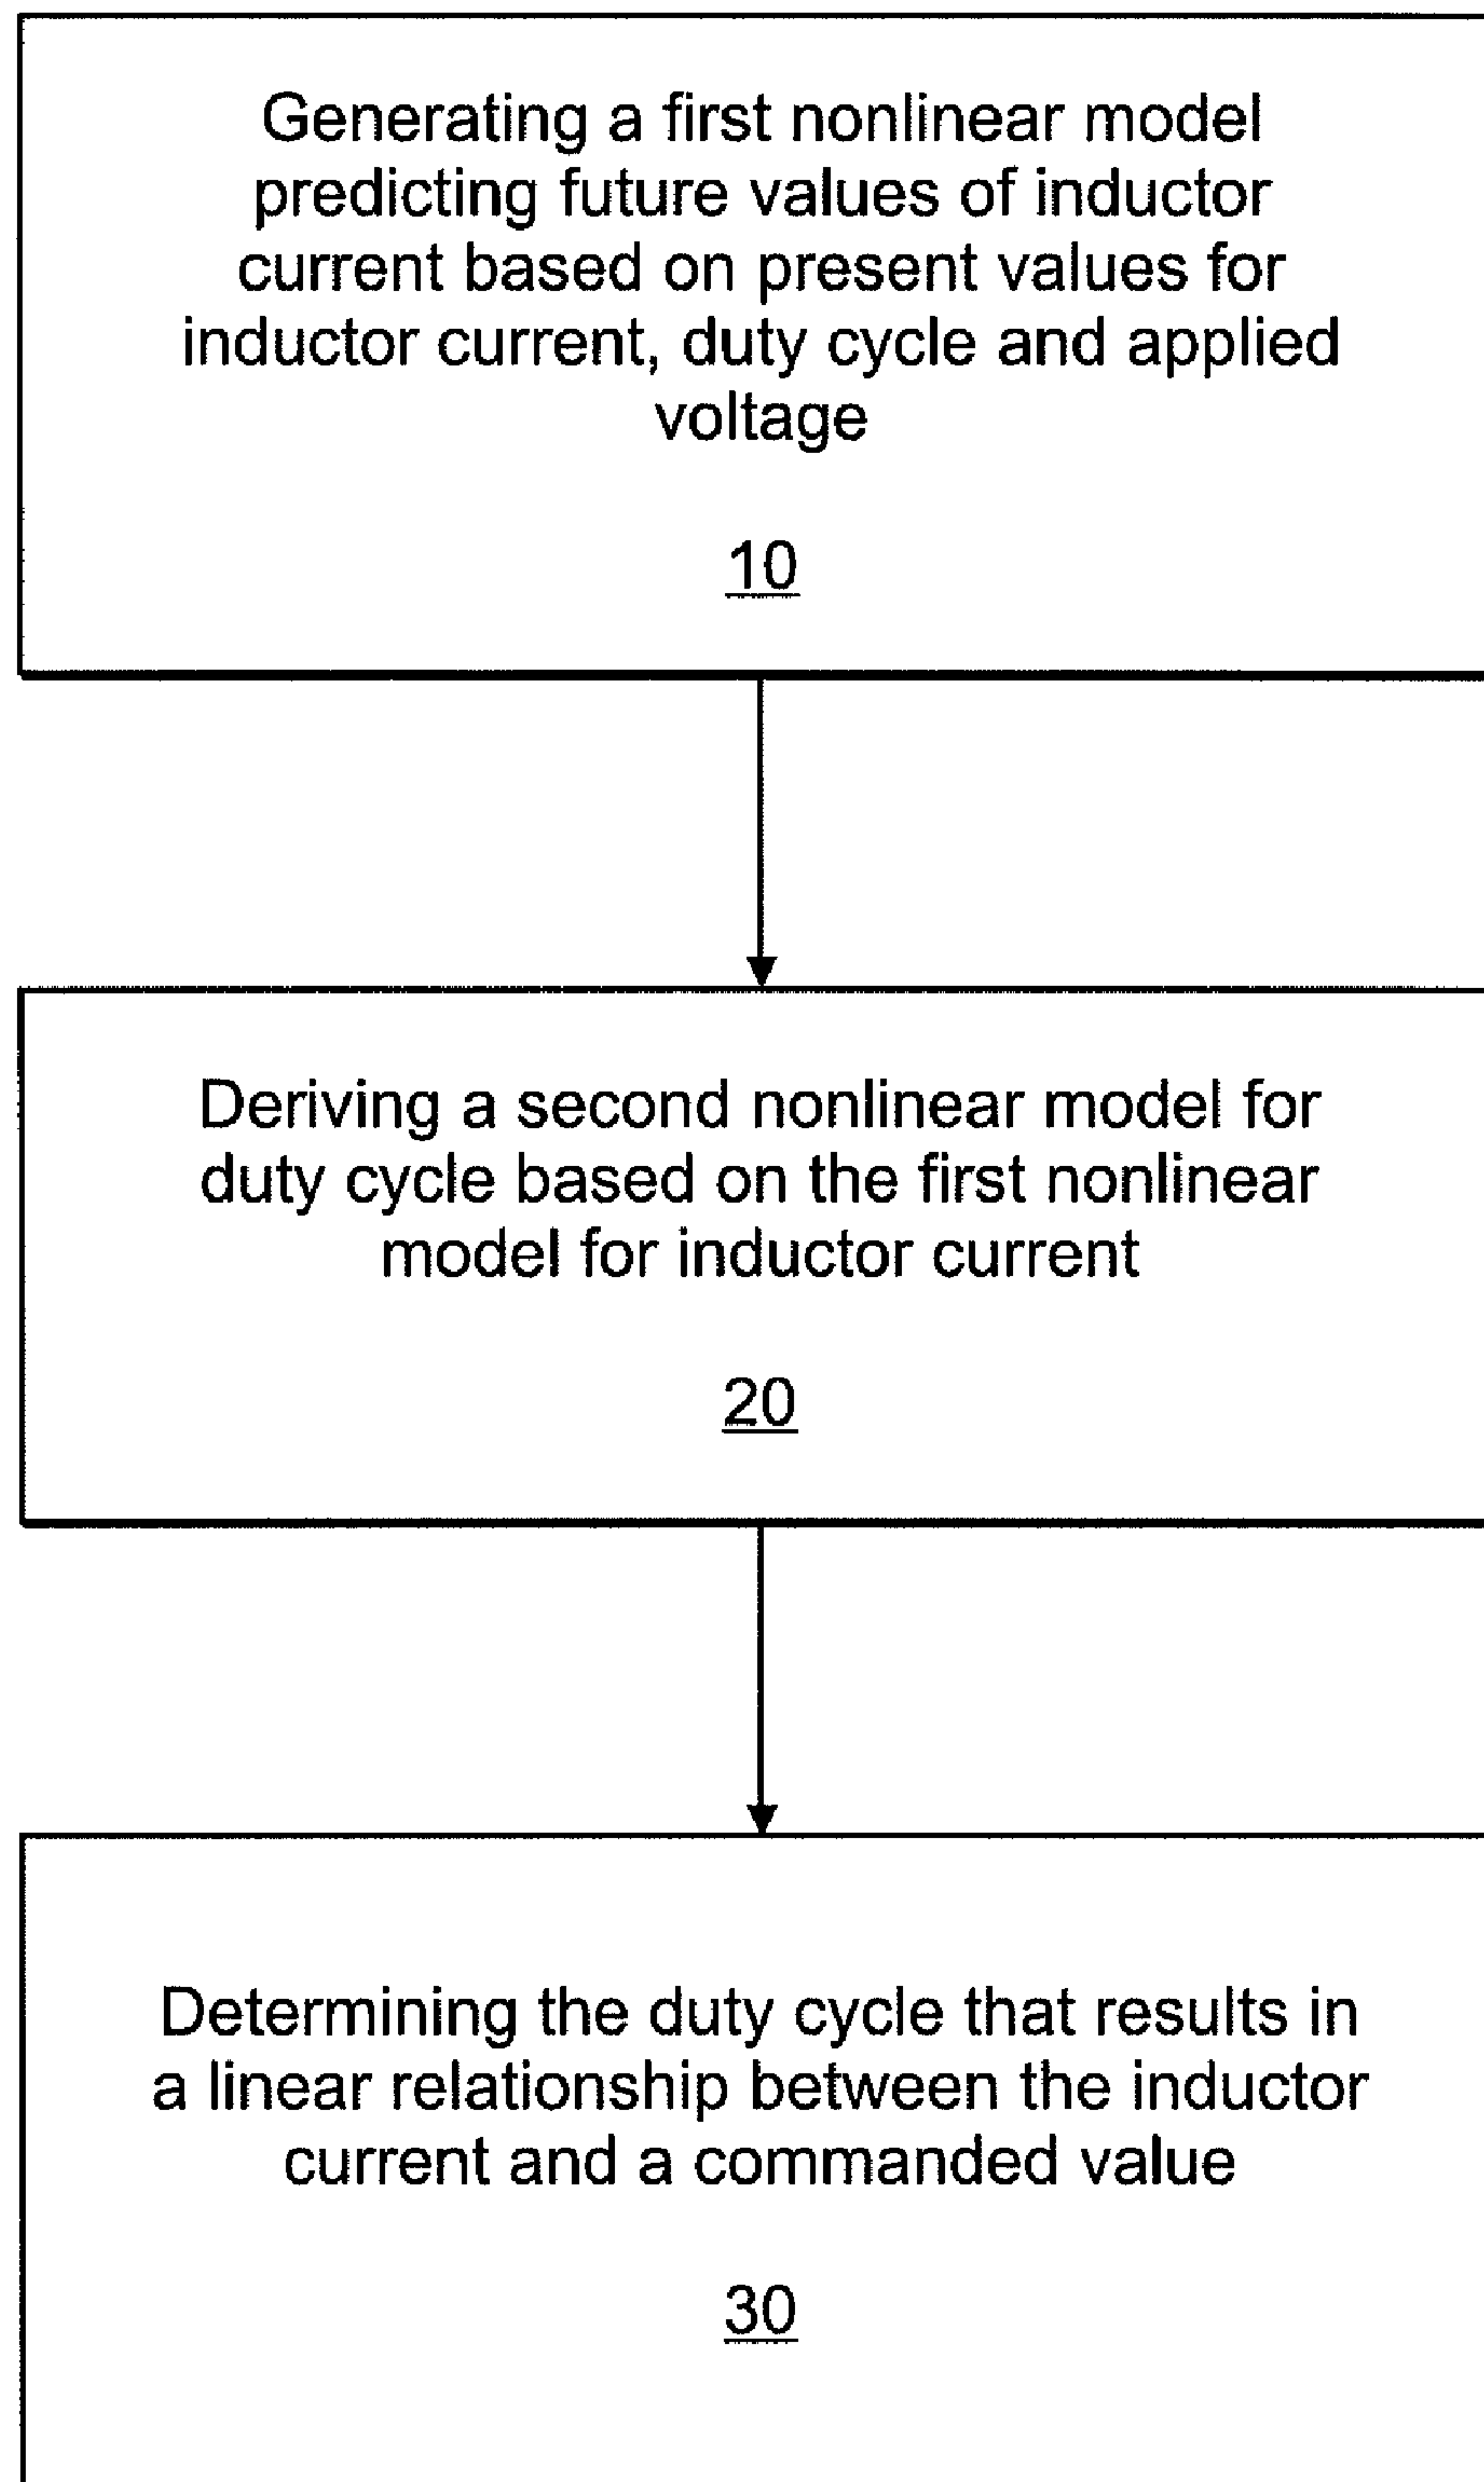 Generating a first nonlinear model
predicting future values of inductor
current based on present values for
inductor current, duty cycle and applied
voltage
10
Deriving a second nonlinear model for
duty cycle based on the first nonlinear
model for inductor current
20
Determining the duty cycle that results in
a linear relationship between the inductor
current and a commanded value
30